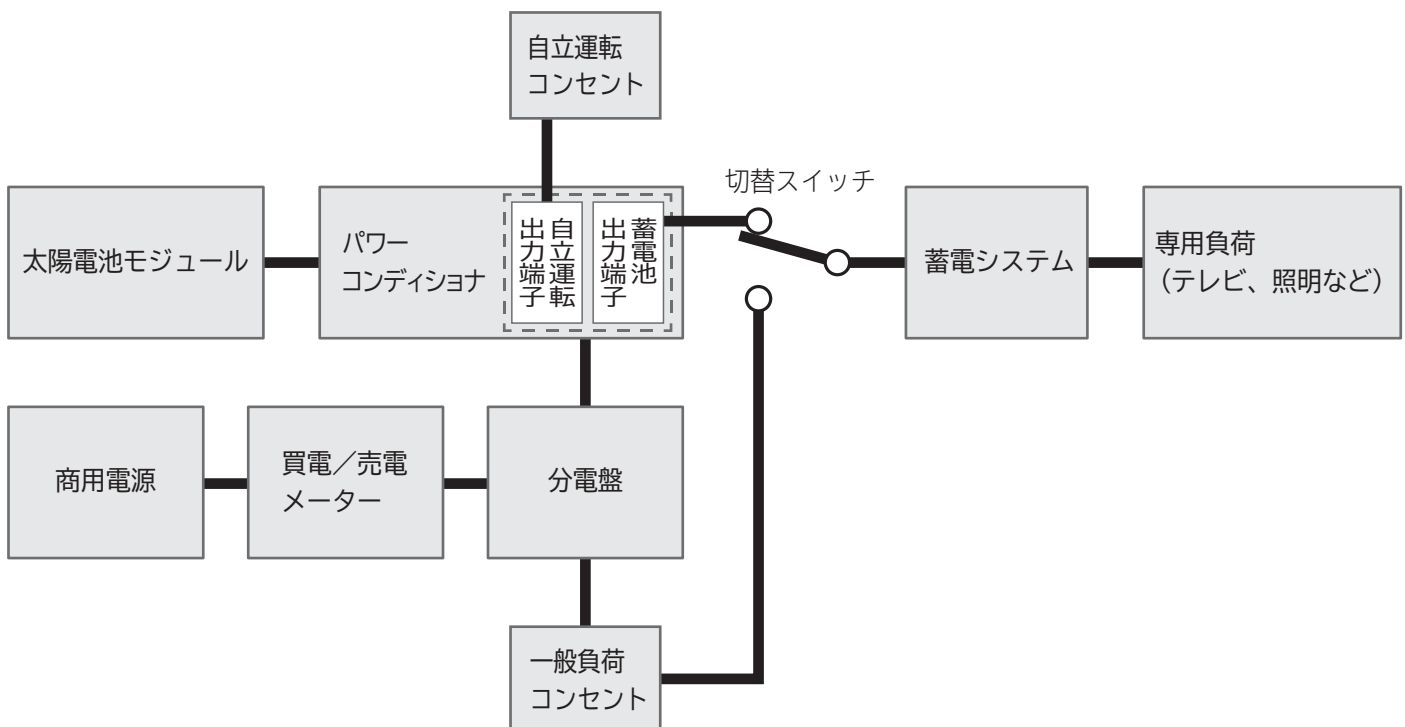 自立運転
コンセント
切替スイッチ
太陽電池モジュール
パワー
コンディショナ
自立運転
出力端子
蓄電池
出力端子
蓄電システム
専用負荷
（テレビ、照明など）
商用電源
買電／売電
メーター
分電盤
一般負荷
コンセント